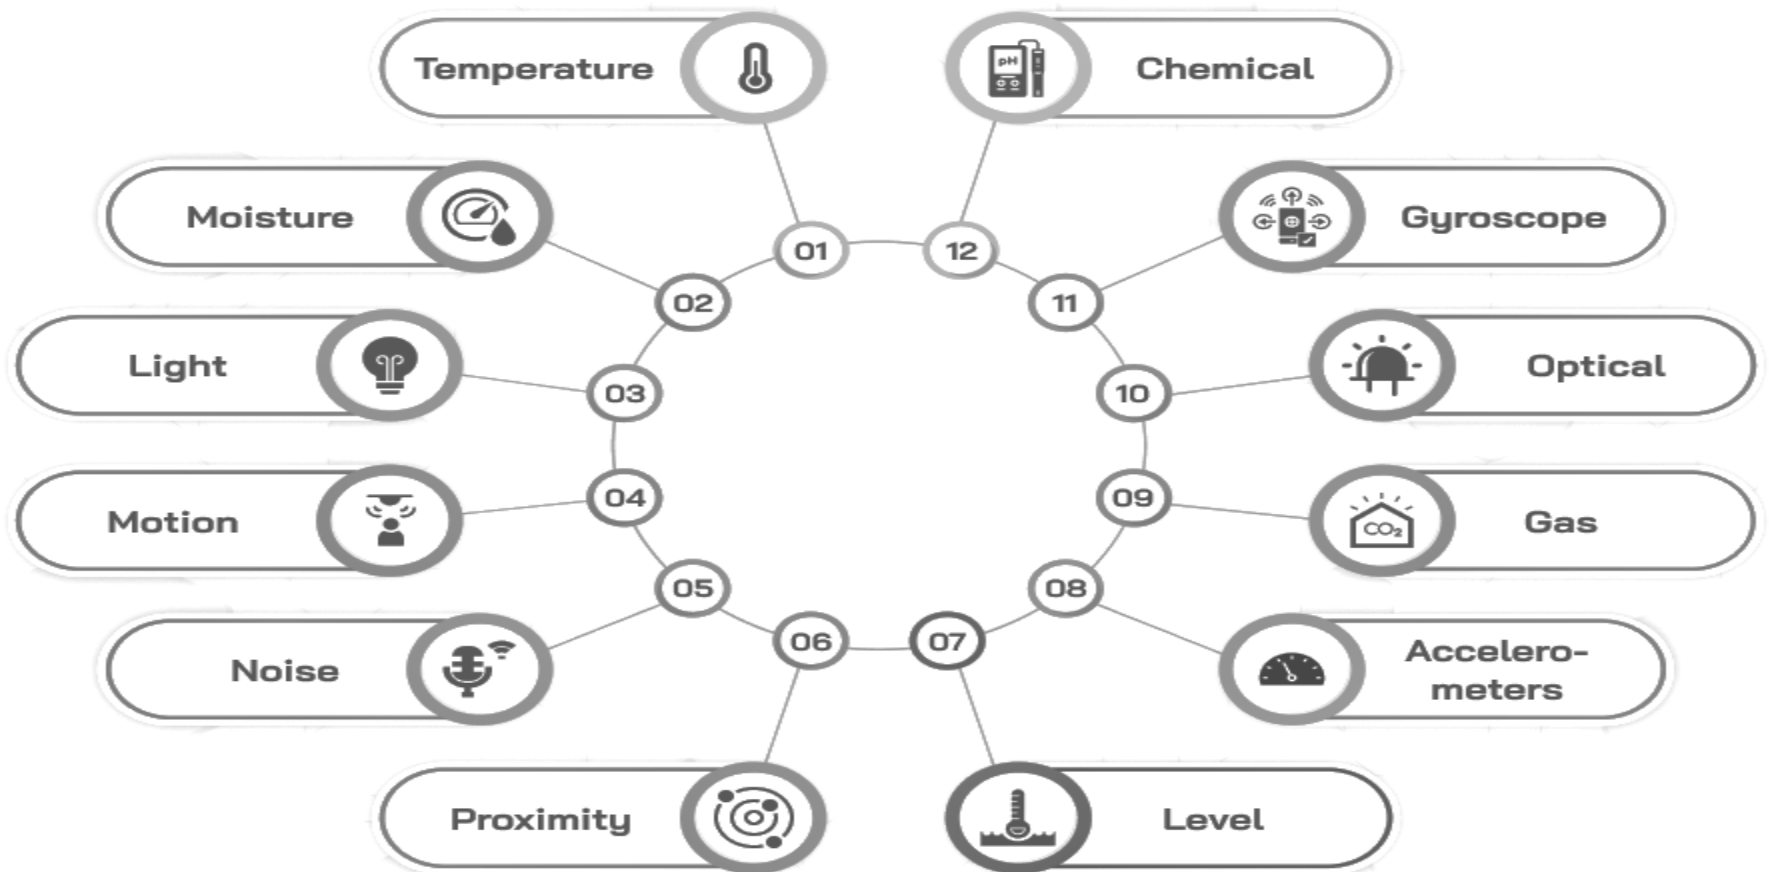 Temperature
01
Moisture
02
Light
03
Motion
04
Noise
05
Proximity
06
Level
07
Accelero-
meters
08
Gas
CO₂
09
Optical
10
Gyroscope
11
Chemical
pH
12